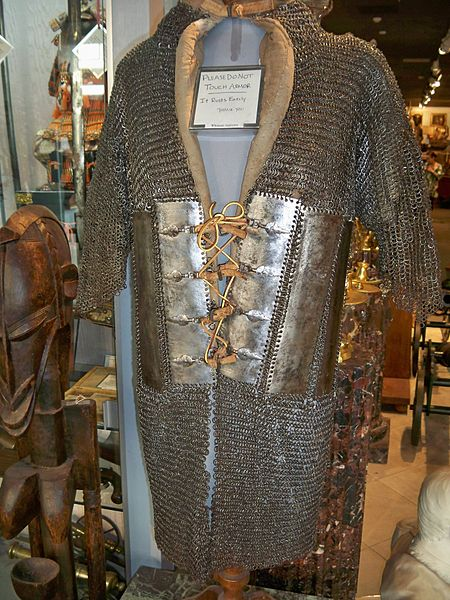 PLEASE DO NOT
TOUCH ARMOR
IT RUSTS EASILY
THANK YOU